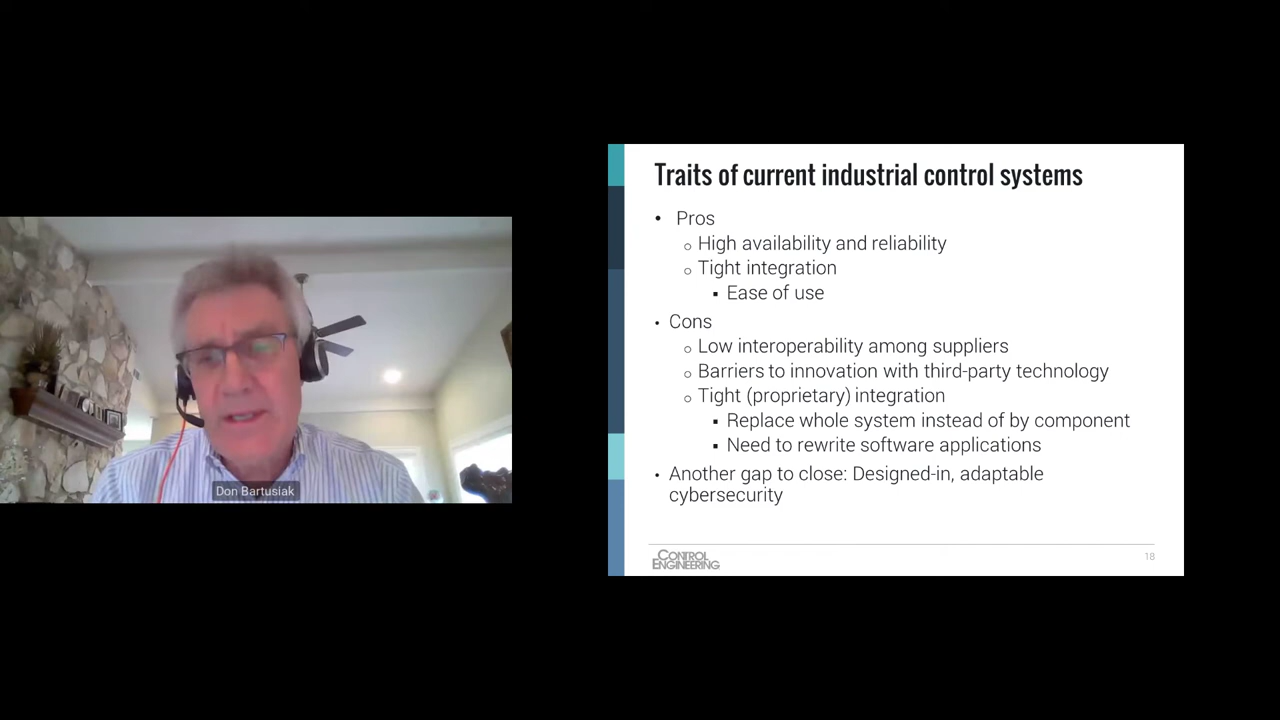 Don Bartusiak
Traits of current industrial control systems
• Pros
o High availability and reliability
o Tight integration
▪ Ease of use
• Cons
o Low interoperability among suppliers
o Barriers to innovation with third-party technology
o Tight (proprietary) integration
▪ Replace whole system instead of by component
▪ Need to rewrite software applications
• Another gap to close: Designed-in, adaptable
cybersecurity
CONTROL
ENGINEERING
18